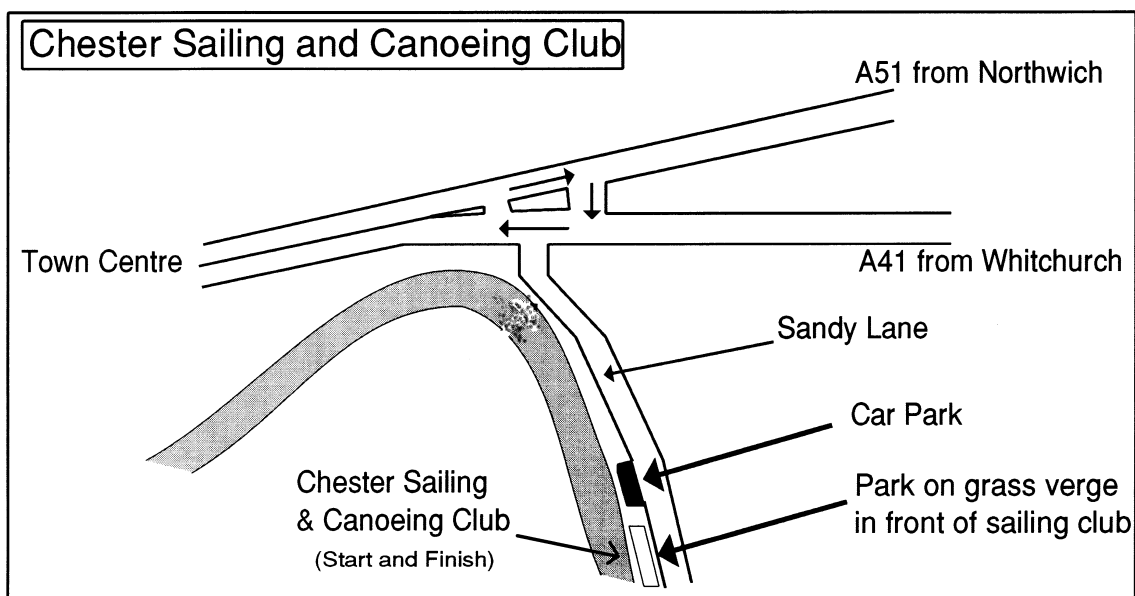 Chester Sailing and Canoeing Club
A51 from Northwich
Town Centre
A41 from Whitchurch
Sandy Lane
Car Park
Chester Sailing
& Canoeing Club
(Start and Finish)
Park on grass verge
in front of sailing club